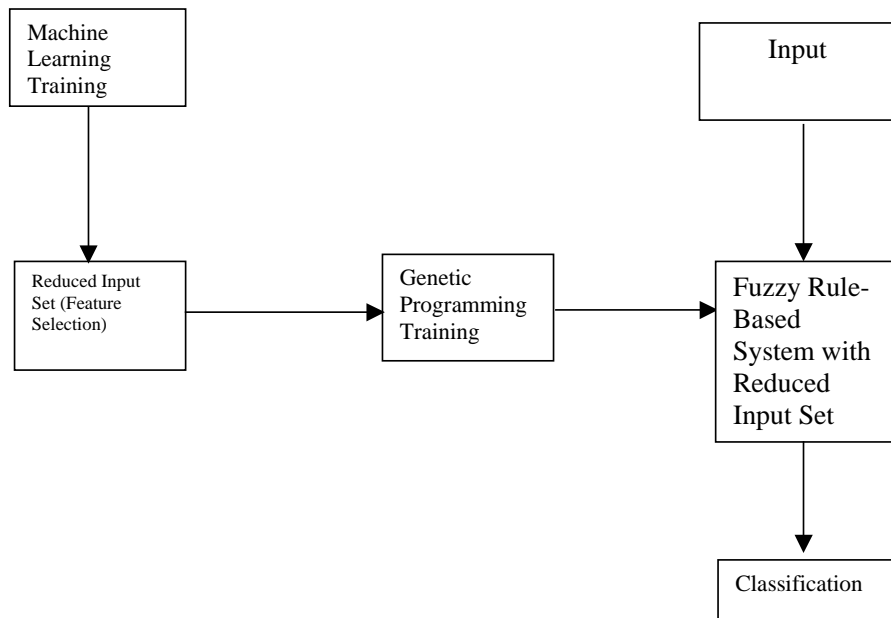 Machine
Learning
Training
Input
Reduced Input
Set (Feature
Selection)
Genetic
Programming
Training
Fuzzy Rule-
Based
System with
Reduced
Input Set
Classification